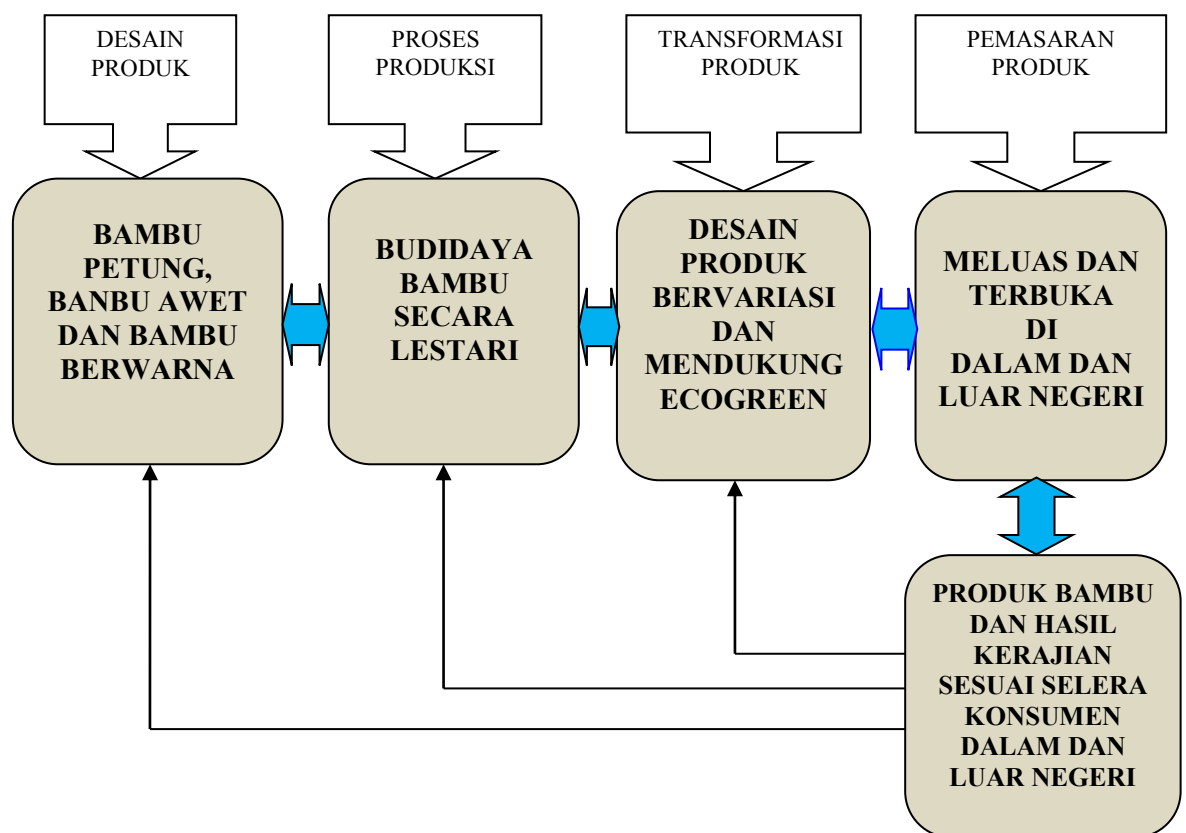 DESAIN
PRODUK
PROSES
PRODUKSI
TRANSFORMASI
PRODUK
PEMASARAN
PRODUK
BAMBU
PETUNG,
BANBU AWET
DAN BAMBU
BERWARNA
BUDIDAYA
BAMBU
SECARA
LESTARI
DESAIN
PRODUK
BERVARIASI
DAN
MENDUKUNG
ECOGREEN
MELUAS DAN
TERBUKA
DI
DALAM DAN
LUAR NEGERI
PRODUK BAMBU
DAN HASIL
KERAJIAN
SESUAI SELERA
KONSUMEN
DALAM DAN
LUAR NEGERI